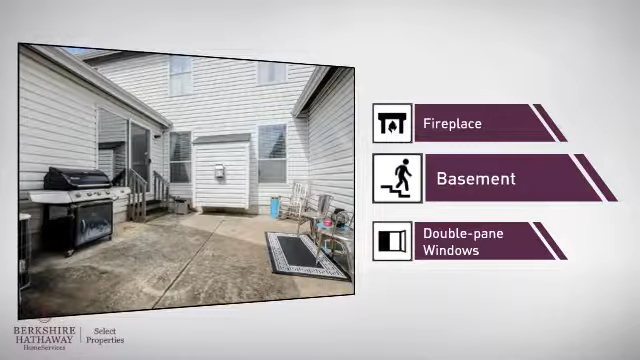 Fireplace
Basement
Double-pane
Windows
BERKSHIRE
HATHAWAY
HomeServices
Select
Properties